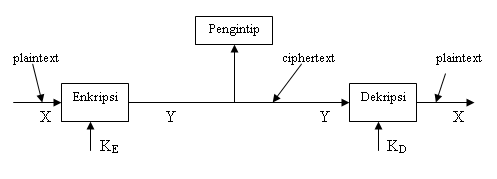 Pengintip
plaintext
ciphertext
plaintext
Enkripsi
Dekripsi
X
Y
Y
X
KE
KD